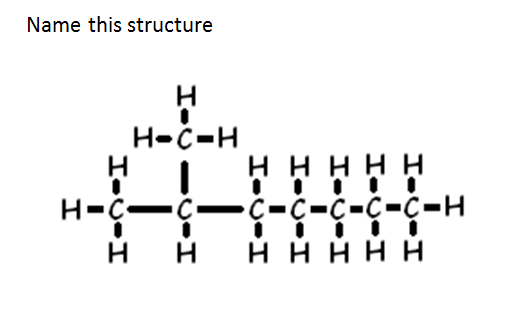 Name this structure
H
H-C-H
H H H H H H
H-C-C-C-C-C-C-C-H
H H H H H H H